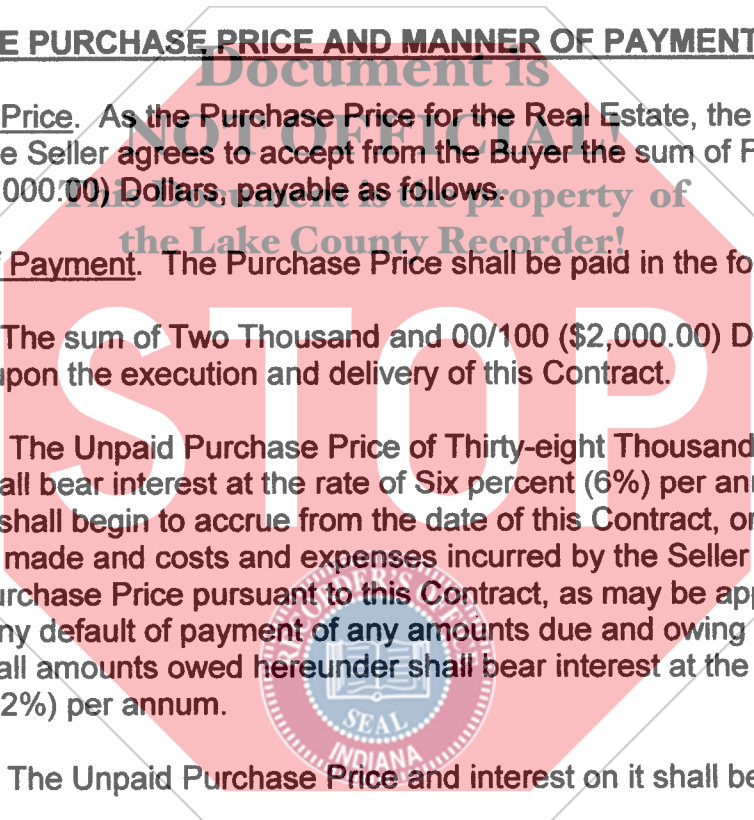 E PURCHASE PRICE AND MANNER OF PAYMENT
Document is
Price. As the Purchase Price for the Real Estate, the
NOT OFFICIAL!
e Seller agrees to accept from the Buyer the sum of F
000.00) Dollars, payable as follows.
This Document is the property of
the Lake County Recorder!
f Payment. The Purchase Price shall be paid in the fo
STOP
The sum of Two Thousand and 00/100 ($2,000.00) D
upon the execution and delivery of this Contract.
The Unpaid Purchase Price of Thirty-eight Thousand
all bear interest at the rate of Six percent (6%) per an
shall begin to accrue from the date of this Contract, or
made and costs and expenses incurred by the Seller
urchase Price pursuant to this Contract, as may be app
ny default of payment of any amounts due and owing
all amounts owed hereunder shall bear interest at the
2%) per annum.
RECORDER'S OFFICE
SEAL
INDIANA
The Unpaid Purchase Price and interest on it shall be